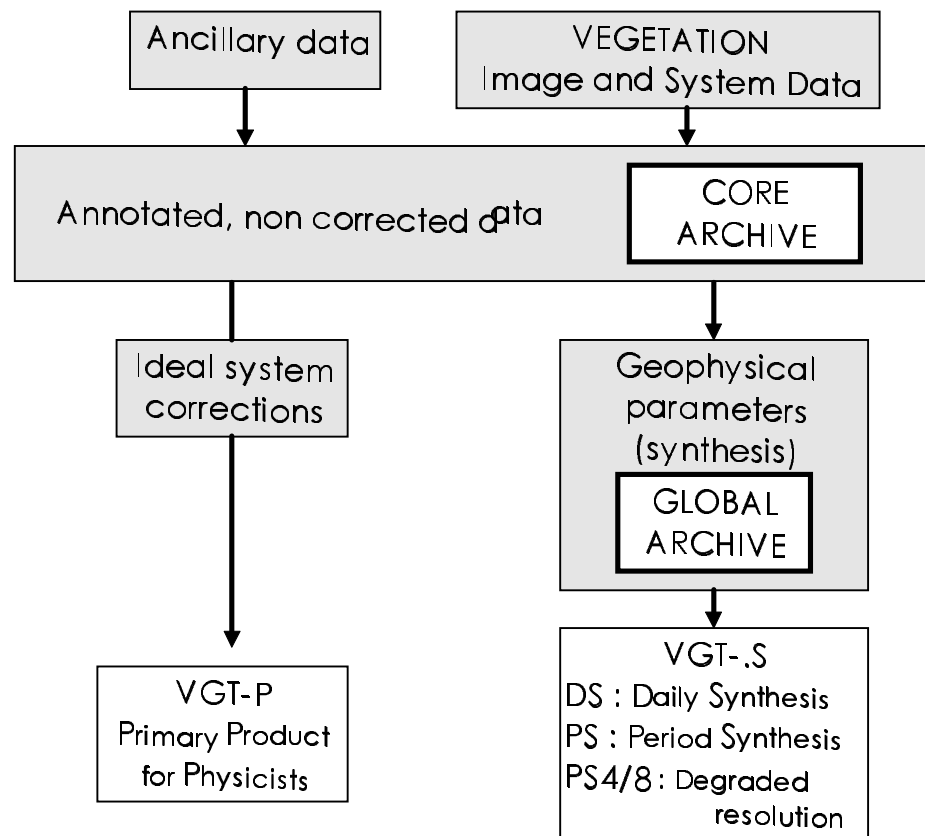 Ancillary data
VEGETATION
Image and System Data
Annotated, non corrected data
CORE
ARCHIVE
Ideal system
corrections
Geophysical
parameters
(synthesis)
GLOBAL
ARCHIVE
VGT-P
Primary Product
for Physicists
VGT-.S
DS : Daily Synthesis
PS : Period Synthesis
PS4/8 : Degraded
resolution